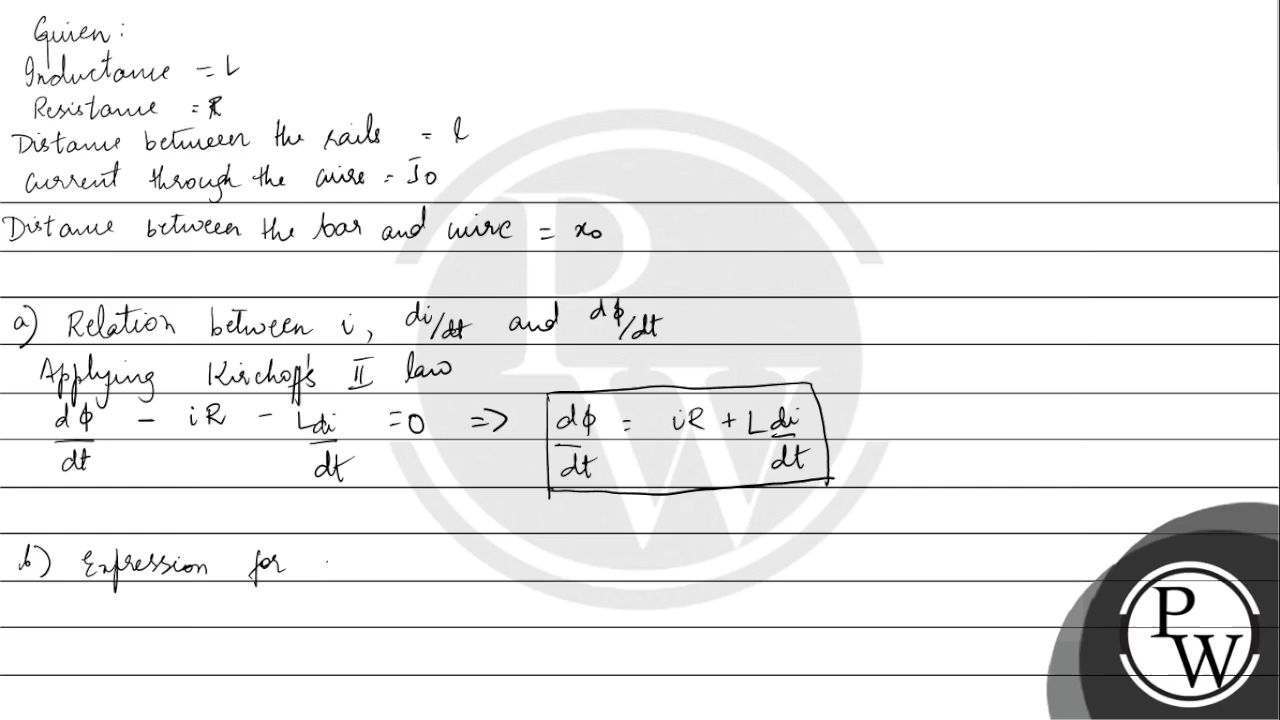 Given:
Inductance = L
Resistance = R
Distance between the rails = l
Current through the wire = I0
Distance between the bar and wire = x0
a) Relation between i, di/dt and dϕ/dt
Applying Kirchoff's II law
dϕ/dt - iR - L di/dt = 0 => dϕ/dt = iR + L di/dt
b) Expression for
P
W